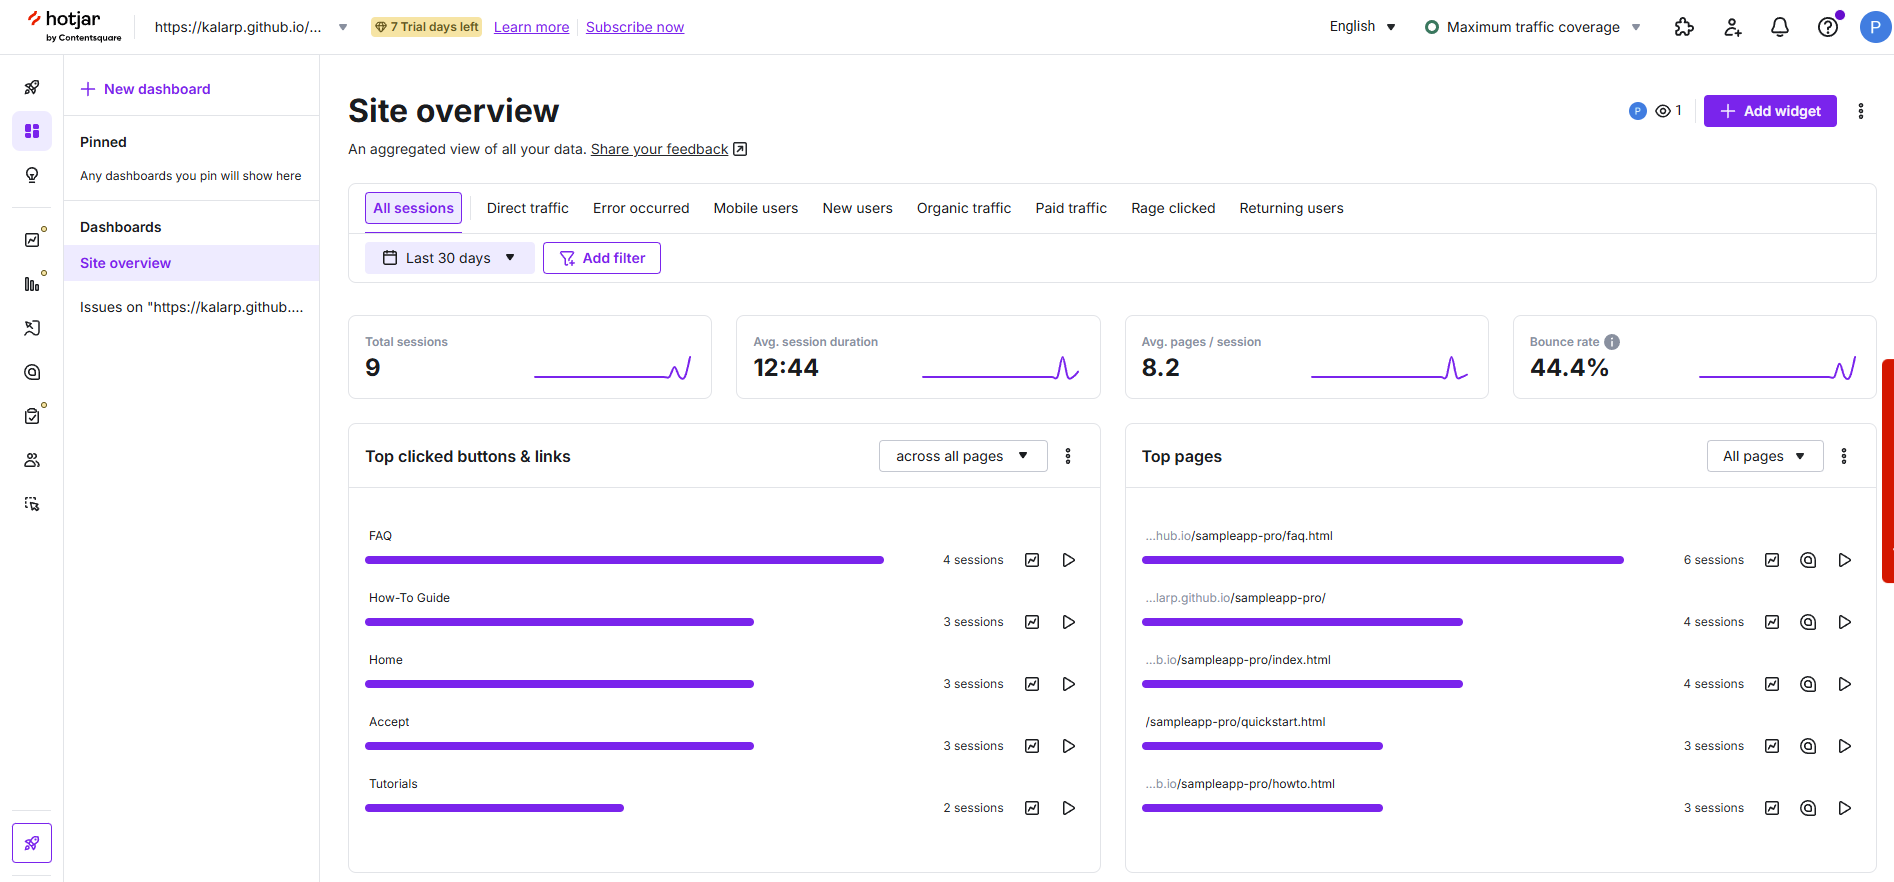 hotjar
by Contentsquare
https://kalarp.github.io/...
7 Trial days left
Learn more
Subscribe now
English
Maximum traffic coverage
P
New dashboard
Pinned
Any dashboards you pin will show here
Dashboards
Site overview
Issues on "https://kalarp.github....
Site overview
P
1
Add widget
An aggregated view of all your data. Share your feedback
All sessions
Direct traffic
Error occurred
Mobile users
New users
Organic traffic
Paid traffic
Rage clicked
Returning users
Last 30 days
Add filter
Total sessions
9
Avg. session duration
12:44
Avg. pages / session
8.2
Bounce rate
44.4%
Top clicked buttons & links
across all pages
FAQ
4 sessions
How-To Guide
3 sessions
Home
3 sessions
Accept
3 sessions
Tutorials
2 sessions
Top pages
All pages
...hub.io/sampleapp-pro/faq.html
6 sessions
...larp.github.io/sampleapp-pro/
4 sessions
...b.io/sampleapp-pro/index.html
4 sessions
/sampleapp-pro/quickstart.html
3 sessions
...b.io/sampleapp-pro/howto.html
3 sessions